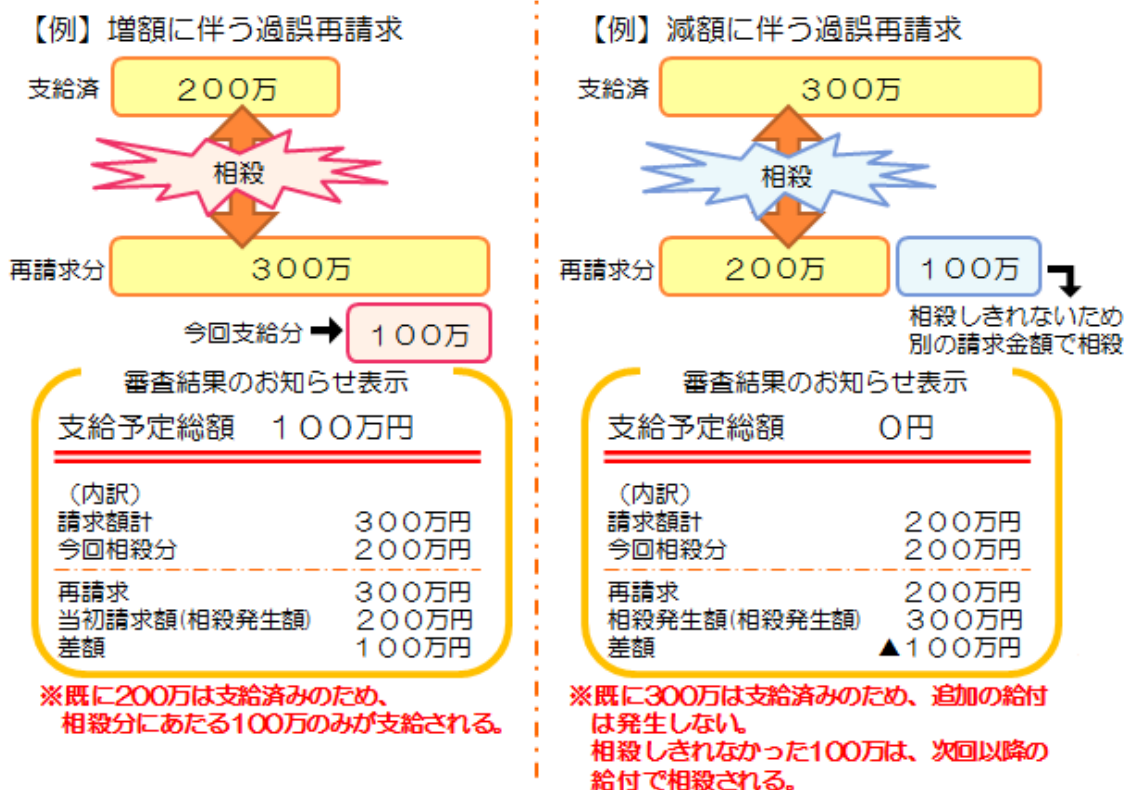 【例】増額に伴う過誤再請求
支給済
200万
相殺
再請求分
300万
今回支給分
100万
審査結果のお知らせ表示
支給予定総額 100万円
（内訳）
請求額計 300万円
今回相殺分 200万円
再請求 300万円
当初請求額(相殺発生額) 200万円
差額 100万円
※既に200万は支給済みのため、
相殺分にあたる100万のみが支給される。
【例】減額に伴う過誤再請求
支給済
300万
相殺
再請求分
200万
100万
相殺しきれないため
別の請求金額で相殺
審査結果のお知らせ表示
支給予定総額 0円
（内訳）
請求額計 200万円
今回相殺分 200万円
再請求 200万円
相殺発生額(相殺発生額) 300万円
差額 ▲100万円
※既に300万は支給済みのため、追加の給付
は発生しない。
相殺しきれなかった100万は、次回以降の
給付で相殺される。